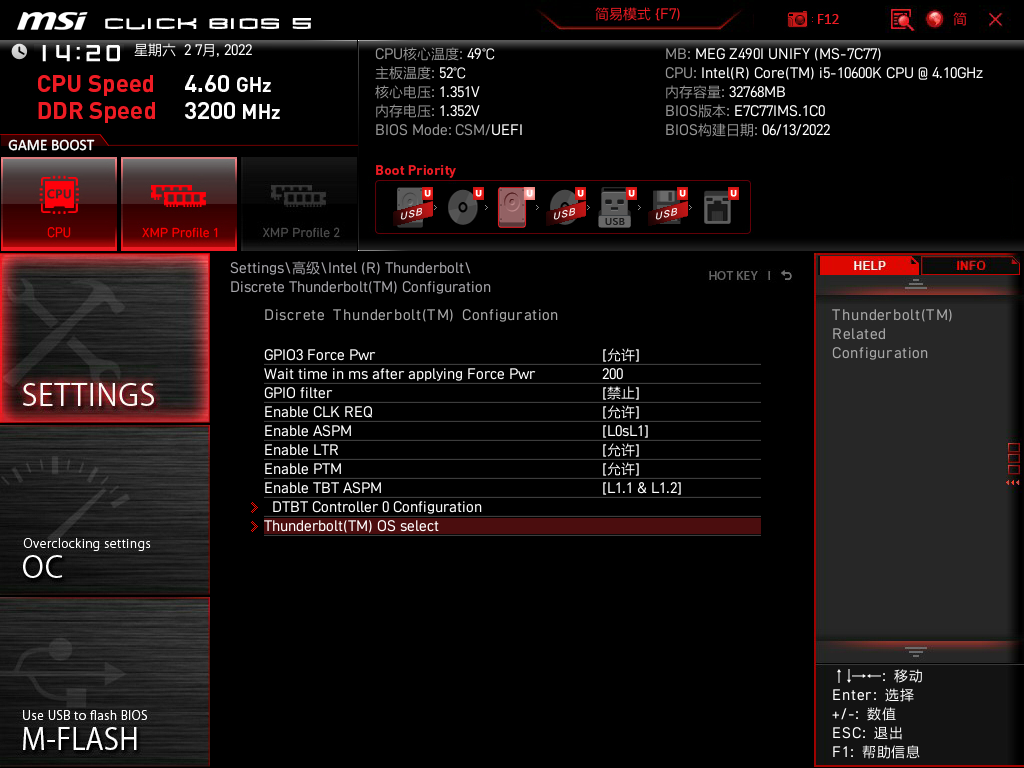 msi CLICK BIOS 5
简易模式 (F7)
F12
简
14:20 星期六 2 7月, 2022
CPU Speed 4.60 GHz
DDR Speed 3200 MHz
CPU核心温度: 49°C
主板温度: 52°C
核心电压: 1.351V
内存电压: 1.352V
BIOS Mode: CSM/UEFI
MB: MEG Z490I UNIFY (MS-7C77)
CPU: Intel(R) Core(TM) i5-10600K CPU @ 4.10GHz
内存容量: 32768MB
BIOS版本: E7C77IMS.1C0
BIOS构建日期: 06/13/2022
GAME BOOST
CPU
CPU
XMP Profile 1
XMP Profile 2
Boot Priority
USB U
U
U
USB U
USB U
USB U
U
SETTINGS
Overclocking settings
OC
Use USB to flash BIOS
M-FLASH
Settings\高级\Intel (R) Thunderbolt\
Discrete Thunderbolt(TM) Configuration
HOT KEY |
Discrete Thunderbolt(TM) Configuration
GPIO3 Force Pwr [允许]
Wait time in ms after applying Force Pwr 200
GPIO filter [禁止]
Enable CLK REQ [允许]
Enable ASPM [L0sL1]
Enable LTR [允许]
Enable PTM [允许]
Enable TBT ASPM [L1.1 & L1.2]
DTBT Controller 0 Configuration
Thunderbolt(TM) OS select
HELP
INFO
Thunderbolt(TM)
Related
Configuration
↑↓→←: 移动
Enter: 选择
+/-: 数值
ESC: 退出
F1: 帮助信息